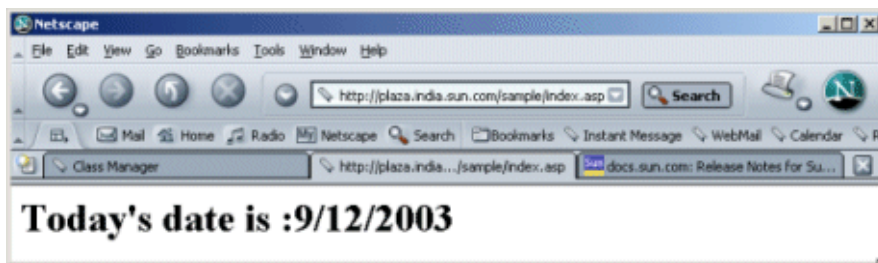 Netscape
File Edit View Go Bookmarks Tools Window Help
http://plaza.india.sun.com/sample/index.asp Search N
Mail Home Radio My Netscape Search Bookmarks Instant Message WebMail Calendar
Class Manager http://plaza.india.../sample/index.asp Sun docs.sun.com: Release Notes for Su...
Today's date is :9/12/2003